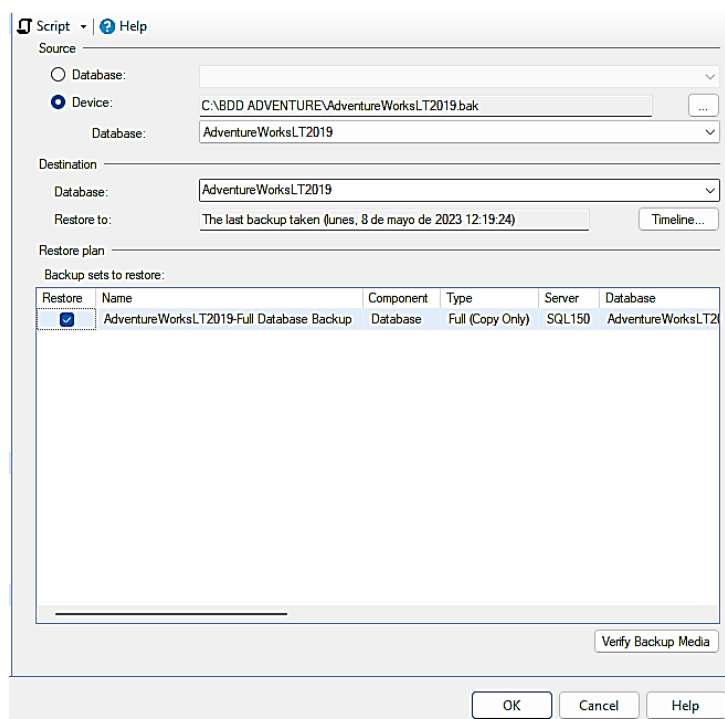 Script Help
Source
Database:
Device: C:\BDD ADVENTURE\AdventureWorksLT2019.bak ...
Database: AdventureWorksLT2019
Destination
Database: AdventureWorksLT2019
Restore to: The last backup taken (lunes, 8 de mayo de 2023 12:19:24) Timeline...
Restore plan
Backup sets to restore:
Restore Name Component Type Server Database
AdventureWorksLT2019-Full Database Backup Database Full (Copy Only) SQL150 AdventureWorksLT20
Verify Backup Media
OK Cancel Help